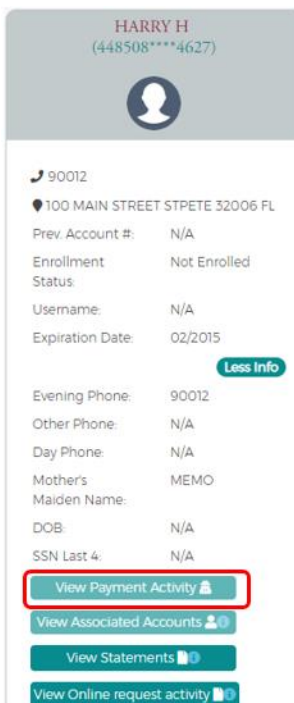 HARRY H
(448508****4627)
90012
100 MAIN STREET STPETE 32006 FL
Prev. Account #: N/A
Enrollment Status: Not Enrolled
Username: N/A
Expiration Date: 02/2015
Less Info
Evening Phone: 90012
Other Phone: N/A
Day Phone: N/A
Mother's Maiden Name: MEMO
DOB: N/A
SSN Last 4: N/A
View Payment Activity
View Associated Accounts
View Statements
View Online request activity